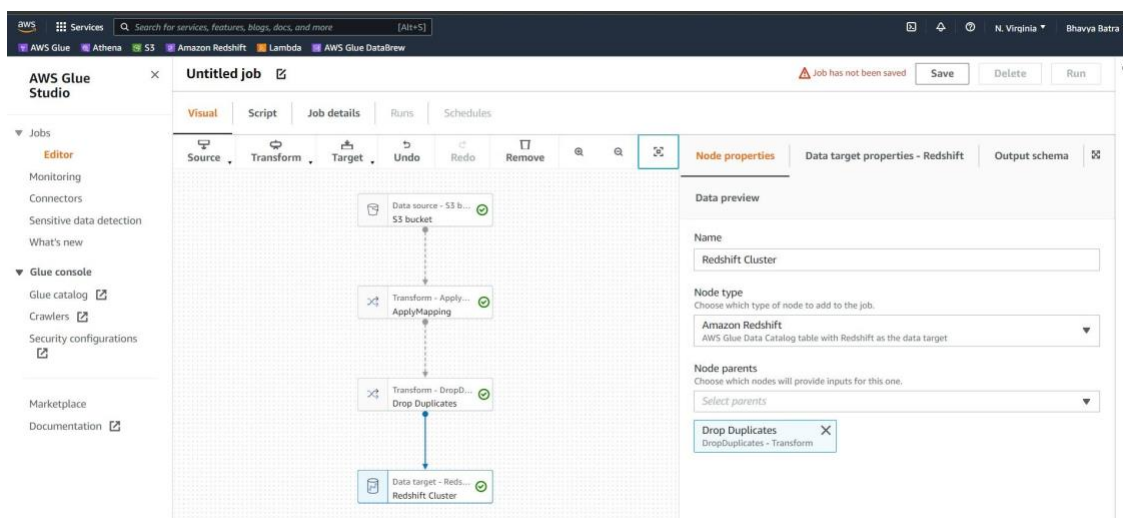 aws Services Search for services, features, blogs, docs, and more [Alt+S] N. Virginia Bhavya Batra
AWS Glue Athena S3 Amazon Redshift Lambda AWS Glue DataBrew
AWS Glue Studio
Jobs
Editor
Monitoring
Connectors
Sensitive data detection
What's new
Glue console
Glue catalog
Crawlers
Security configurations
Marketplace
Documentation
Untitled job
Job has not been saved Save Delete Run
Visual Script Job details Runs Schedules
Source Transform Target Undo Redo Remove
Data source - S3 b...
S3 bucket
Transform - Apply...
ApplyMapping
Transform - DropD...
Drop Duplicates
Data target - Reds...
Redshift Cluster
Node properties Data target properties - Redshift Output schema
Data preview
Name
Redshift Cluster
Node type
Choose which type of node to add to the job.
Amazon Redshift
AWS Glue Data Catalog table with Redshift as the data target
Node parents
Choose which nodes will provide inputs for this one.
Select parents
Drop Duplicates
DropDuplicates - Transform